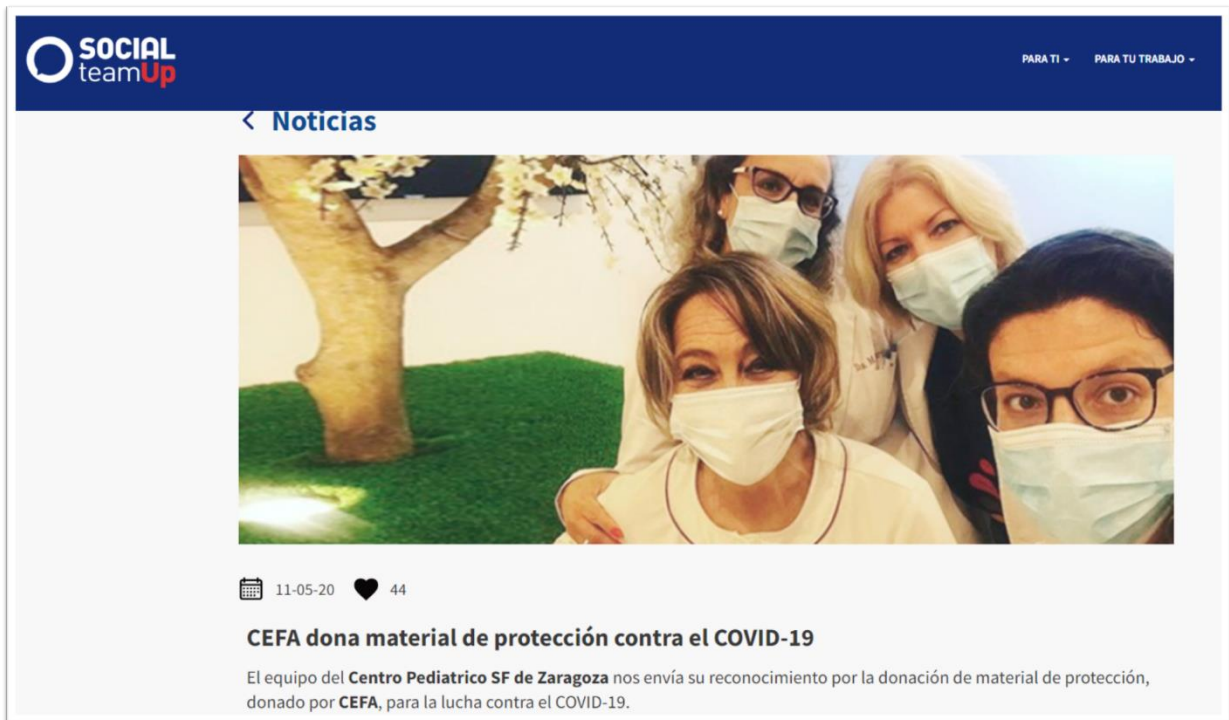 SOCIAL
teamUp
PARA TI
PARA TU TRABAJO
Noticias
11-05-20 44
CEFA dona material de protección contra el COVID-19
El equipo del Centro Pediatrico SF de Zaragoza nos envía su reconocimiento por la donación de material de protección,
donado por CEFA, para la lucha contra el COVID-19.